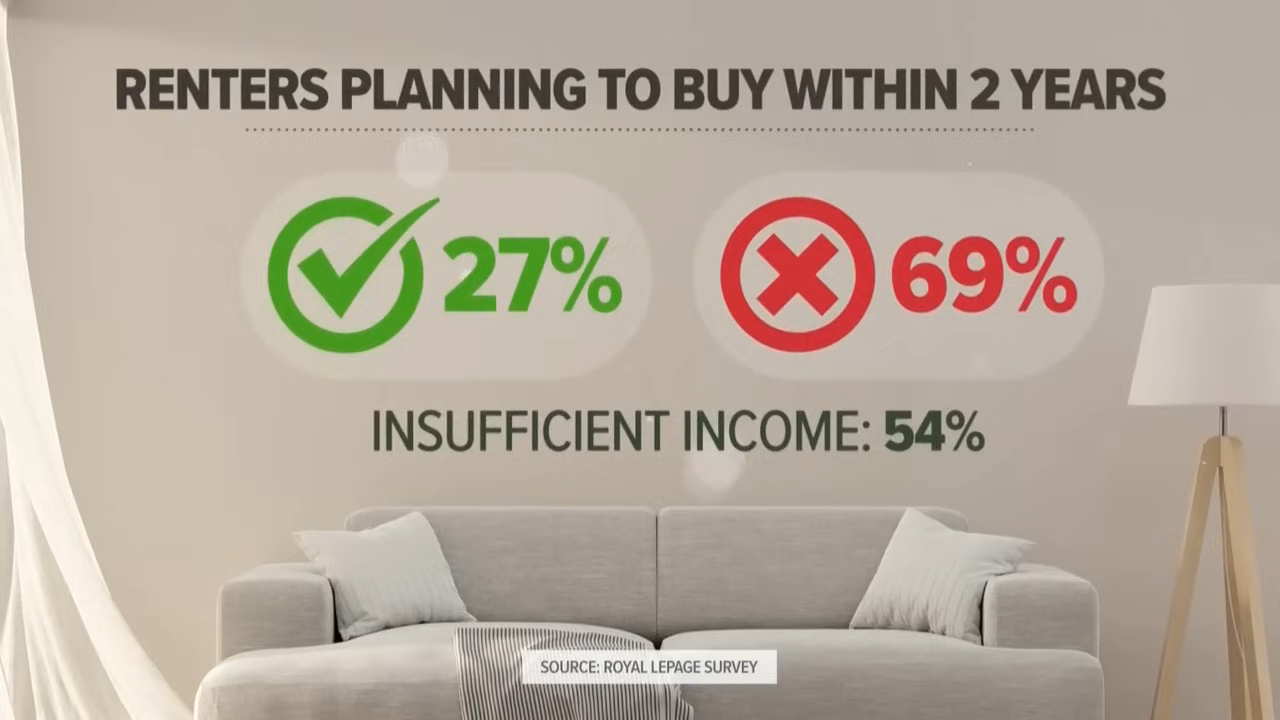 RENTERS PLANNING TO BUY WITHIN 2 YEARS
27%
69%
INSUFFICIENT INCOME: 54%
SOURCE: ROYAL LEPAGE SURVEY